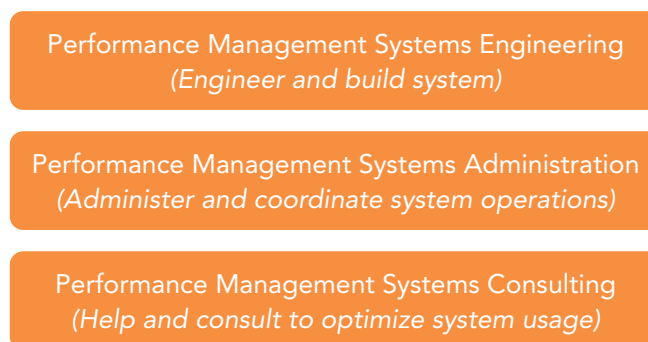 Performance Management Systems Engineering
(Engineer and build system)
Performance Management Systems Administration
(Administer and coordinate system operations)
Performance Management Systems Consulting
(Help and consult to optimize system usage)